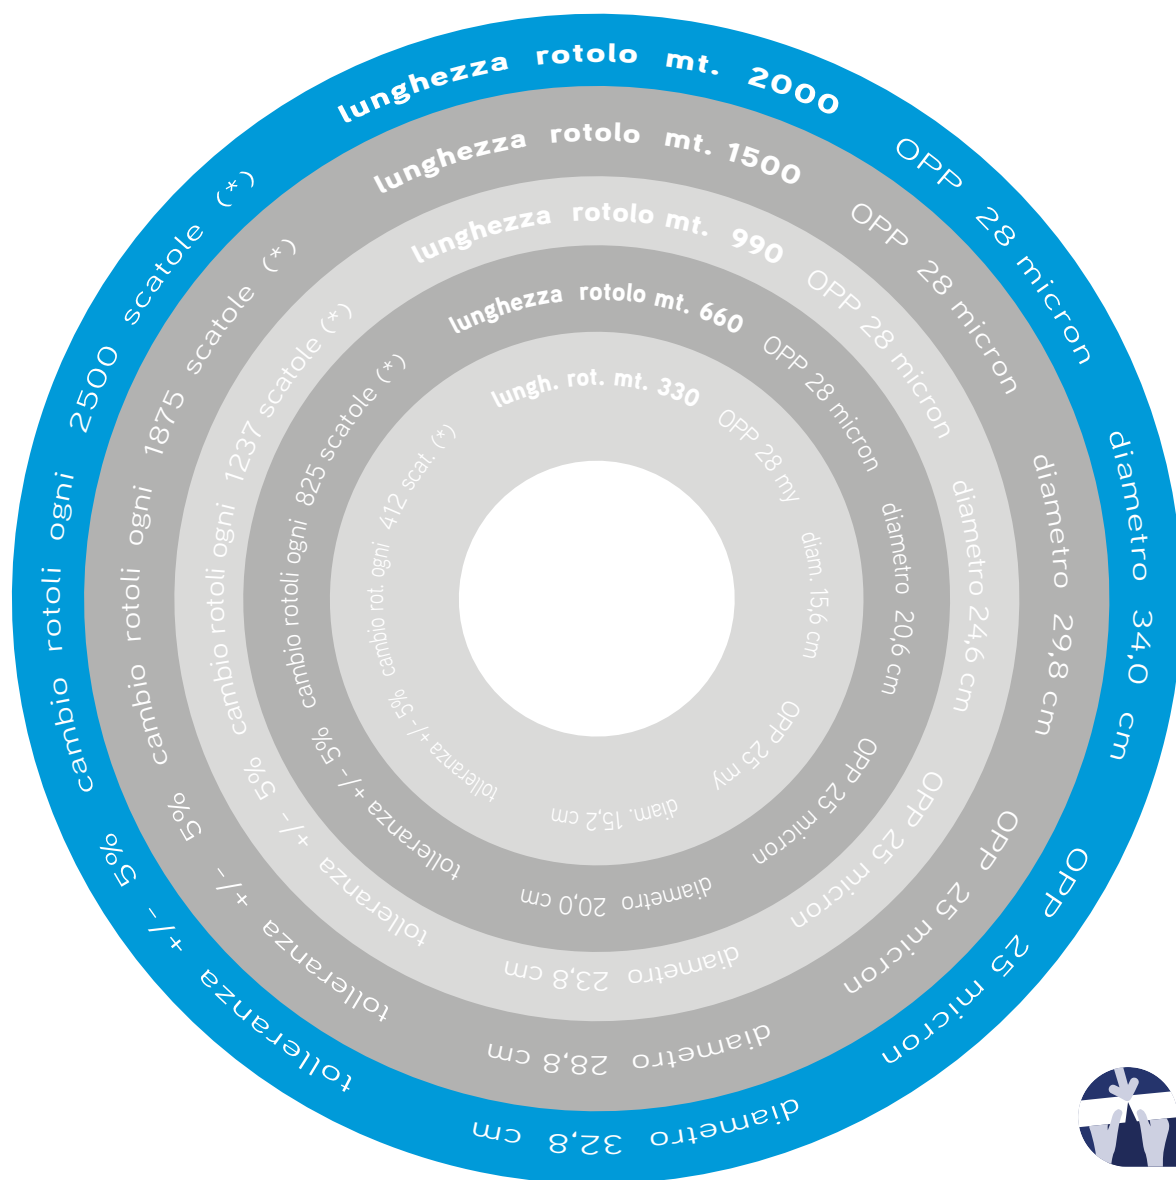 lunghezza rotolo mt. 2000
OPP 28 micron
diametro 34,0 cm
OPP 25 micron
diametro 32,8 cm
tolleranza +/- 5%
cambio rotoli ogni 2500 scatole (*)
lunghezza rotolo mt. 1500
OPP 28 micron
diametro 29,8 cm
OPP 25 micron
diametro 28,8 cm
tolleranza +/- 5%
cambio rotoli ogni 1875 scatole (*)
lunghezza rotolo mt. 990
OPP 28 micron
diametro 24,6 cm
OPP 25 micron
diametro 23,8 cm
tolleranza +/- 5%
cambio rotoli ogni 1237 scatole (*)
lunghezza rotolo mt. 660
OPP 28 micron
diametro 20,6 cm
OPP 25 micron
diametro 20,0 cm
tolleranza +/- 5%
cambio rotoli ogni 825 scatole (*)
lungh. rot. mt. 330
OPP 28 my
diam. 15,6 cm
OPP 25 my
diam. 15,2 cm
tolleranza +/- 5%
cambio rot. ogni 412 scat. (*)